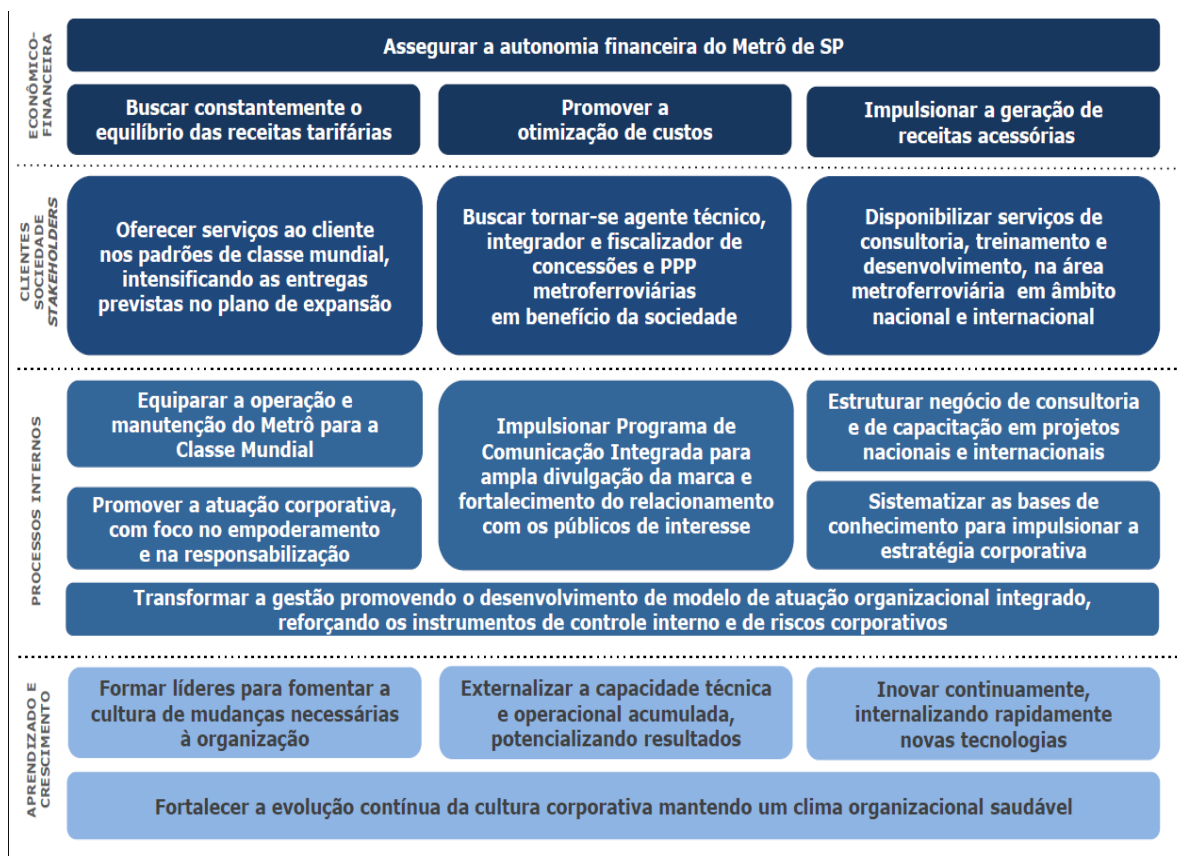 ECONÔMICO-
FINANCEIRA
Assegurar a autonomia financeira do Metrô de SP
Buscar constantemente o
equilíbrio das receitas tarifárias
Promover a
otimização de custos
Impulsionar a geração de
receitas acessórias
CLIENTES
SOCIEDADE
STAKEHOLDERS
Oferecer serviços ao cliente
nos padrões de classe mundial,
intensificando as entregas
previstas no plano de expansão
Buscar tornar-se agente técnico,
integrador e fiscalizador de
concessões e PPP
metroferroviárias
em benefício da sociedade
Disponibilizar serviços de
consultoria, treinamento e
desenvolvimento, na área
metroferroviária em âmbito
nacional e internacional
PROCESSOS INTERNOS
Equiparar a operação e
manutenção do Metrô para a
Classe Mundial
Promover a atuação corporativa,
com foco no empoderamento
e na responsabilização
Impulsionar Programa de
Comunicação Integrada para
ampla divulgação da marca e
fortalecimento do relacionamento
com os públicos de interesse
Estruturar negócio de consultoria
e de capacitação em projetos
nacionais e internacionais
Sistematizar as bases de
conhecimento para impulsionar a
estratégia corporativa
Transformar a gestão promovendo o desenvolvimento de modelo de atuação organizacional integrado,
reforçando os instrumentos de controle interno e de riscos corporativos
APRENDIZADO E
CRESCIMENTO
Formar líderes para fomentar a
cultura de mudanças necessárias
à organização
Externalizar a capacidade técnica
e operacional acumulada,
potencializando resultados
Inovar continuamente,
internalizando rapidamente
novas tecnologias
Fortalecer a evolução contínua da cultura corporativa mantendo um clima organizacional saudável